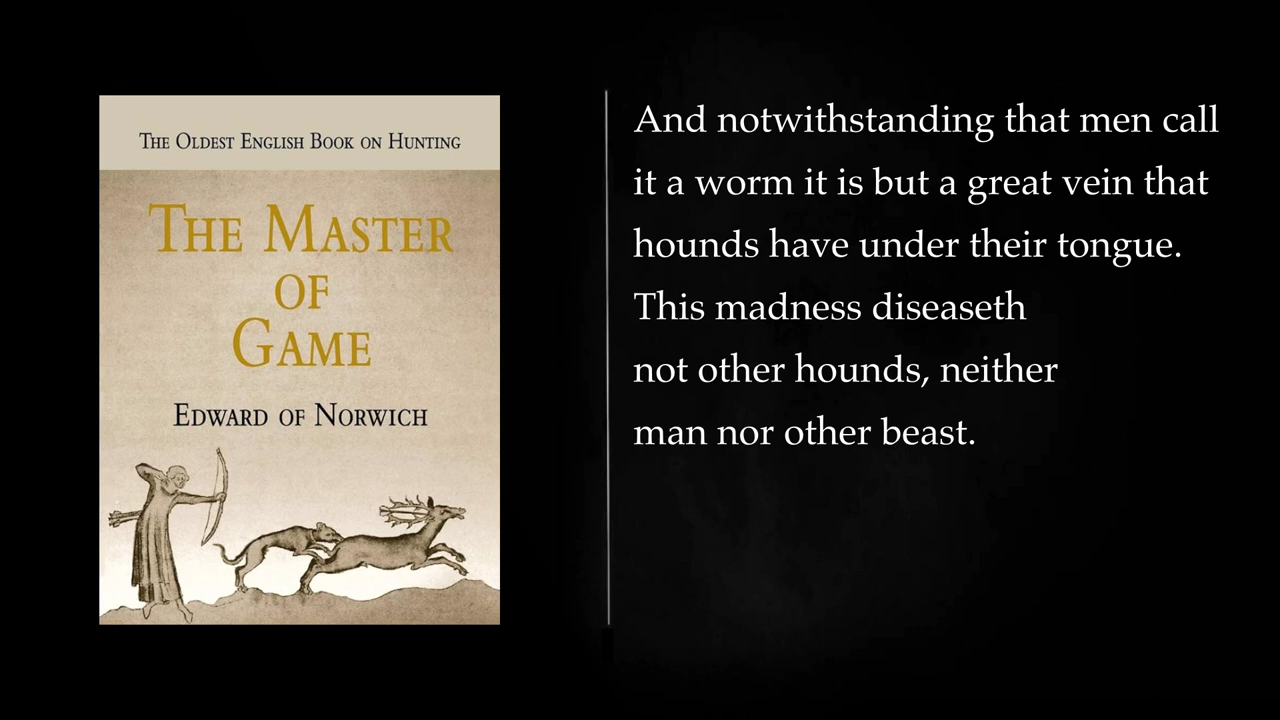 The Oldest English Book on Hunting
The Master
of
Game
Edward of Norwich
And notwithstanding that men call
it a worm it is but a great vein that
hounds have under their tongue.
This madness diseaseth
not other hounds, neither
man nor other beast.